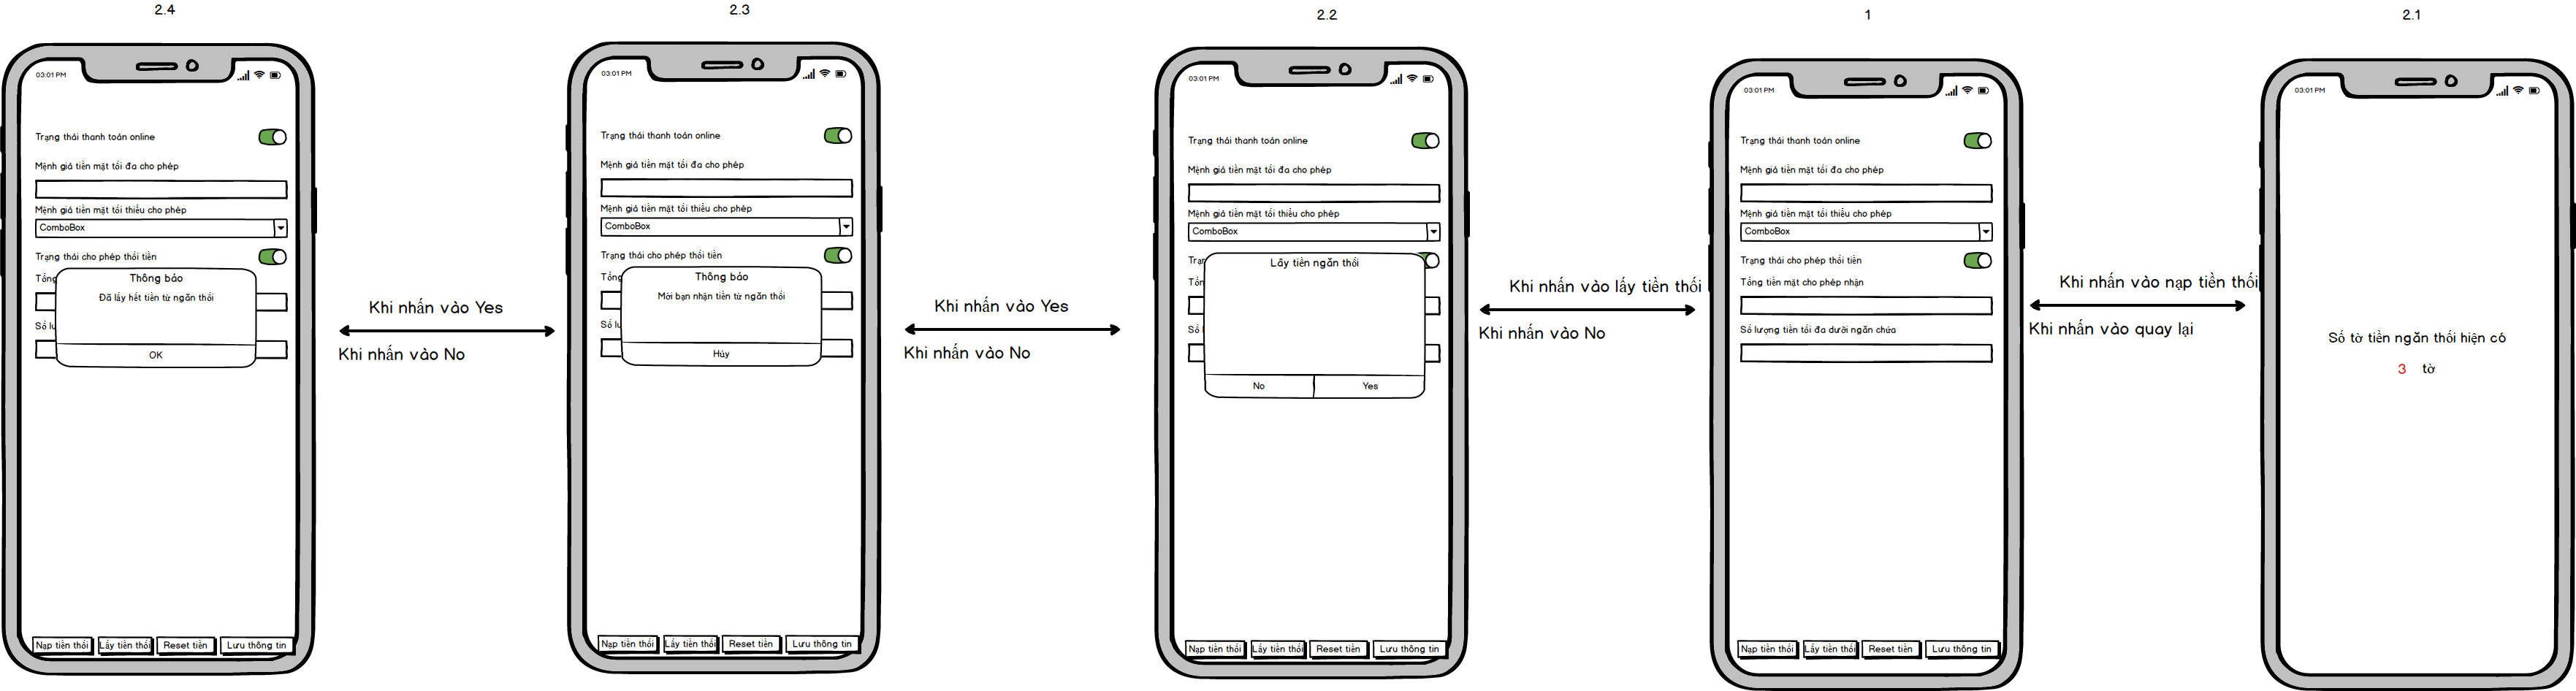 2.4
03:01 PM
Trạng thái thanh toán online
Mệnh giá tiền mặt tối đa cho phép
Mệnh giá tiền mặt tối thiểu cho phép
ComboBox
Trạng thái cho phép thối tiền
Tổng
Thông báo
Đã lấy hết tiền từ ngăn thối
Số lu
OK
Nạp tiền thối
Lấy tiền thối
Reset tiền
Lưu thông tin
Khi nhấn vào Yes
Khi nhấn vào No
2.3
03:01 PM
Trạng thái thanh toán online
Mệnh giá tiền mặt tối đa cho phép
Mệnh giá tiền mặt tối thiểu cho phép
ComboBox
Trạng thái cho phép thối tiền
Tổng
Thông báo
Mời bạn nhận tiền từ ngăn thối
Số lu
Hủy
Nạp tiền thối
Lấy tiền thối
Reset tiền
Lưu thông tin
Khi nhấn vào Yes
Khi nhấn vào No
2.2
03:01 PM
Trạng thái thanh toán online
Mệnh giá tiền mặt tối đa cho phép
Mệnh giá tiền mặt tối thiểu cho phép
ComboBox
Trạn
Lấy tiền ngăn thối
Tổn
Số l
No
Yes
Nạp tiền thối
Lấy tiền thối
Reset tiền
Lưu thông tin
Khi nhấn vào lấy tiền thối
Khi nhấn vào No
1
03:01 PM
Trạng thái thanh toán online
Mệnh giá tiền mặt tối đa cho phép
Mệnh giá tiền mặt tối thiểu cho phép
ComboBox
Trạng thái cho phép thối tiền
Tổng tiền mặt cho phép nhận
Số lượng tiền tối đa dưới ngăn chứa
Nạp tiền thối
Lấy tiền thối
Reset tiền
Lưu thông tin
Khi nhấn vào nạp tiền thối
Khi nhấn vào quay lại
2.1
03:01 PM
Số tờ tiền ngăn thối hiện có
3 tờ